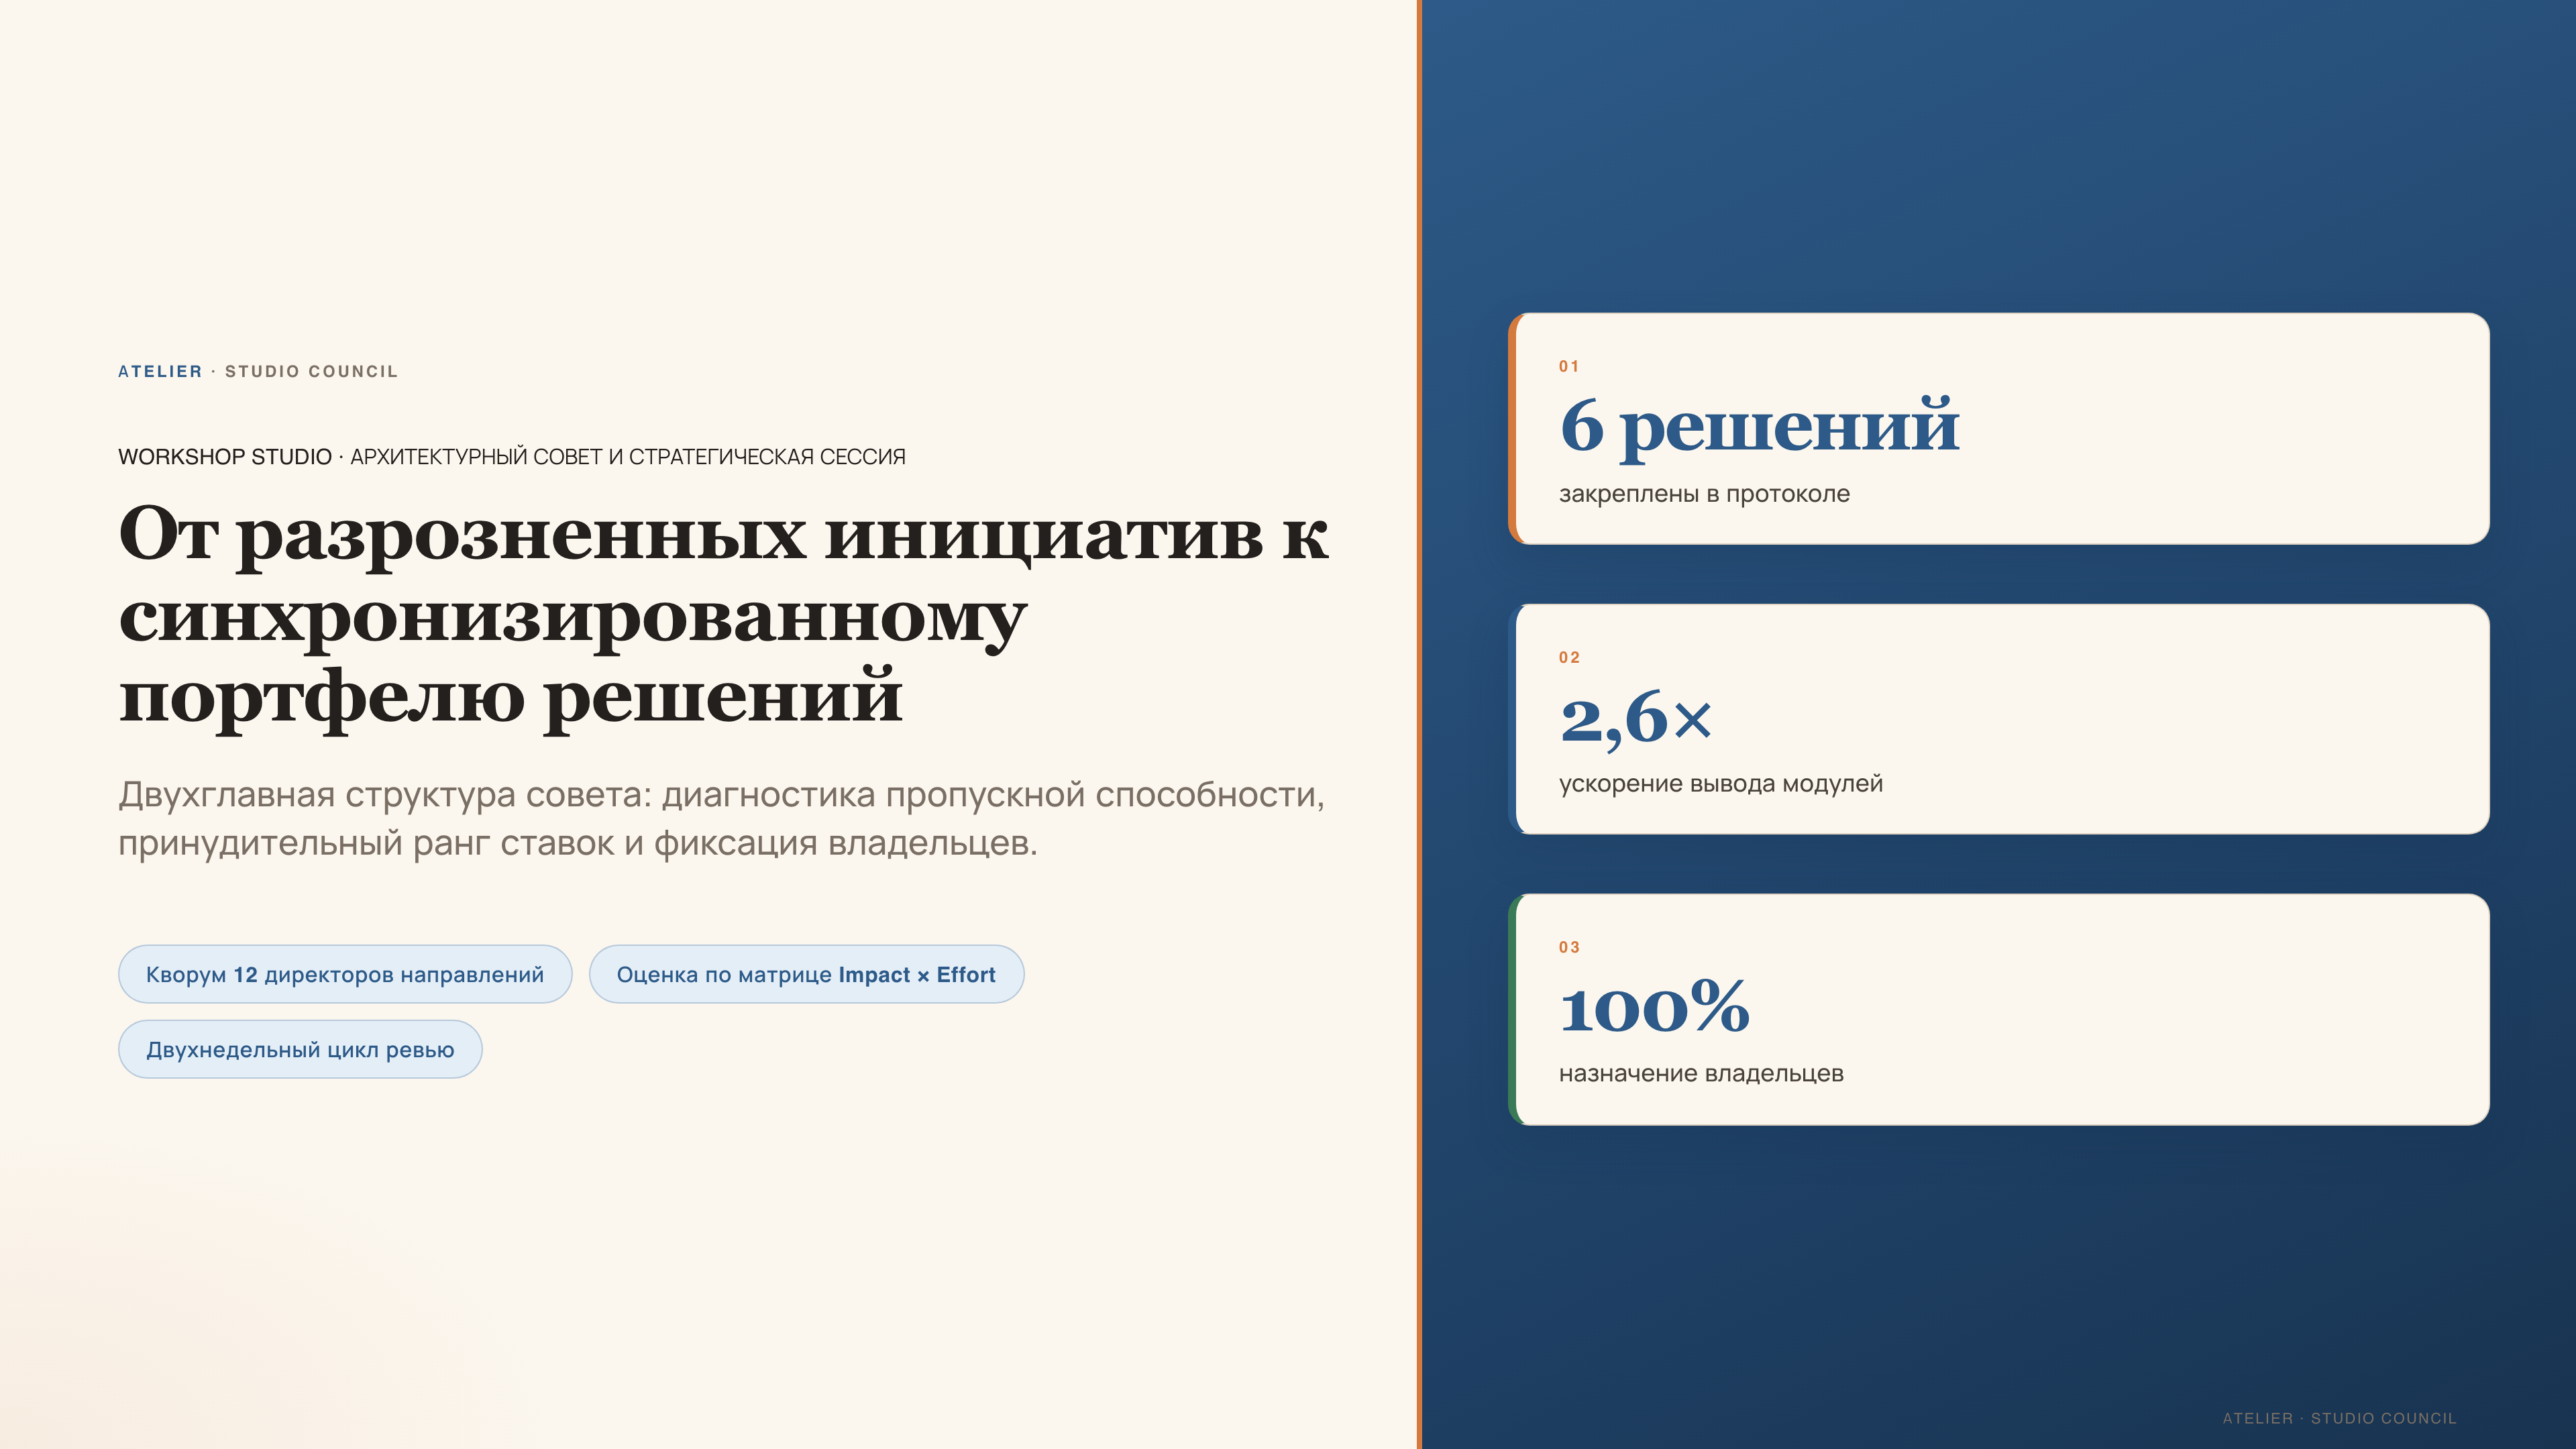 ATELIER · STUDIO COUNCIL
WORKSHOP STUDIO · АРХИТЕКТУРНЫЙ СОВЕТ И СТРАТЕГИЧЕСКАЯ СЕССИЯ
От разрозненных инициатив к
синхронизированному
портфелю решений
Двухглавная структура совета: диагностика пропускной способности,
принудительный ранг ставок и фиксация владельцев.
Кворум 12 директоров направлений
Оценка по матрице Impact × Effort
Двухнедельный цикл ревью
01
6 решений
закреплены в протоколе
02
2,6×
ускорение вывода модулей
03
100%
назначение владельцев
ATELIER · STUDIO COUNCIL